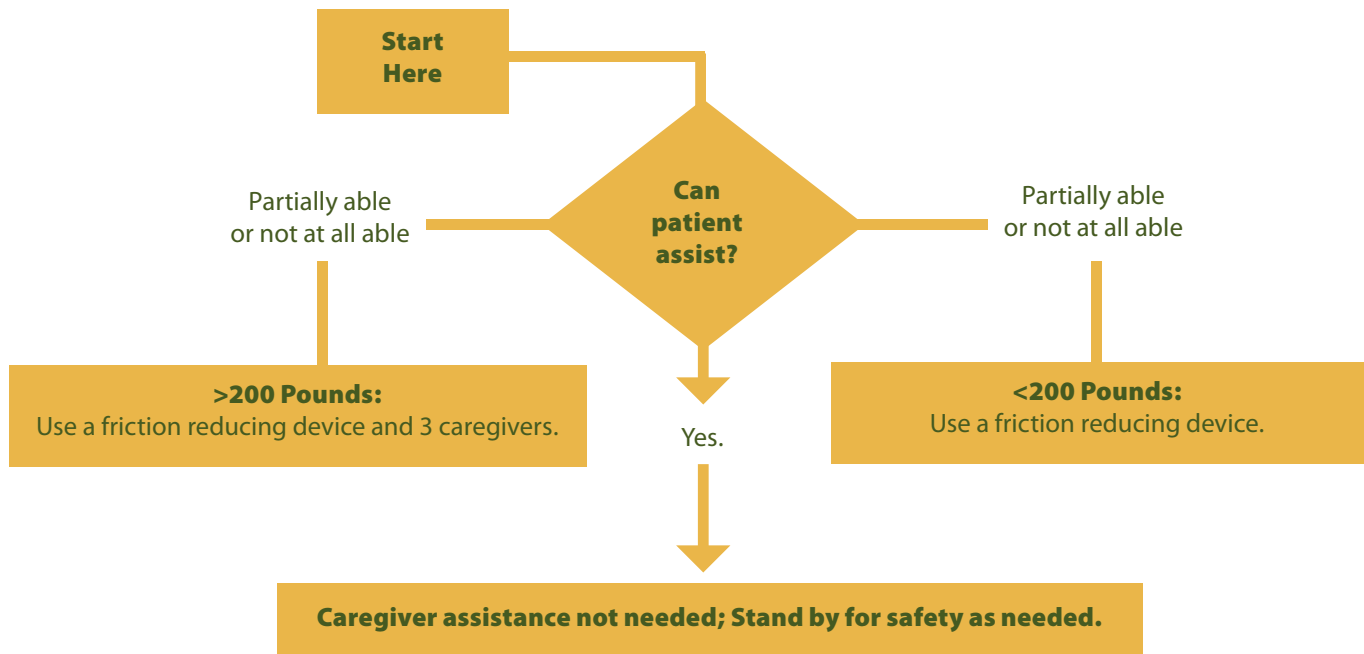 Start
Here
Can
patient
assist?
Partially able
or not at all able
Partially able
or not at all able
>200 Pounds:
Use a friction reducing device and 3 caregivers.
<200 Pounds:
Use a friction reducing device.
Yes.
Caregiver assistance not needed; Stand by for safety as needed.